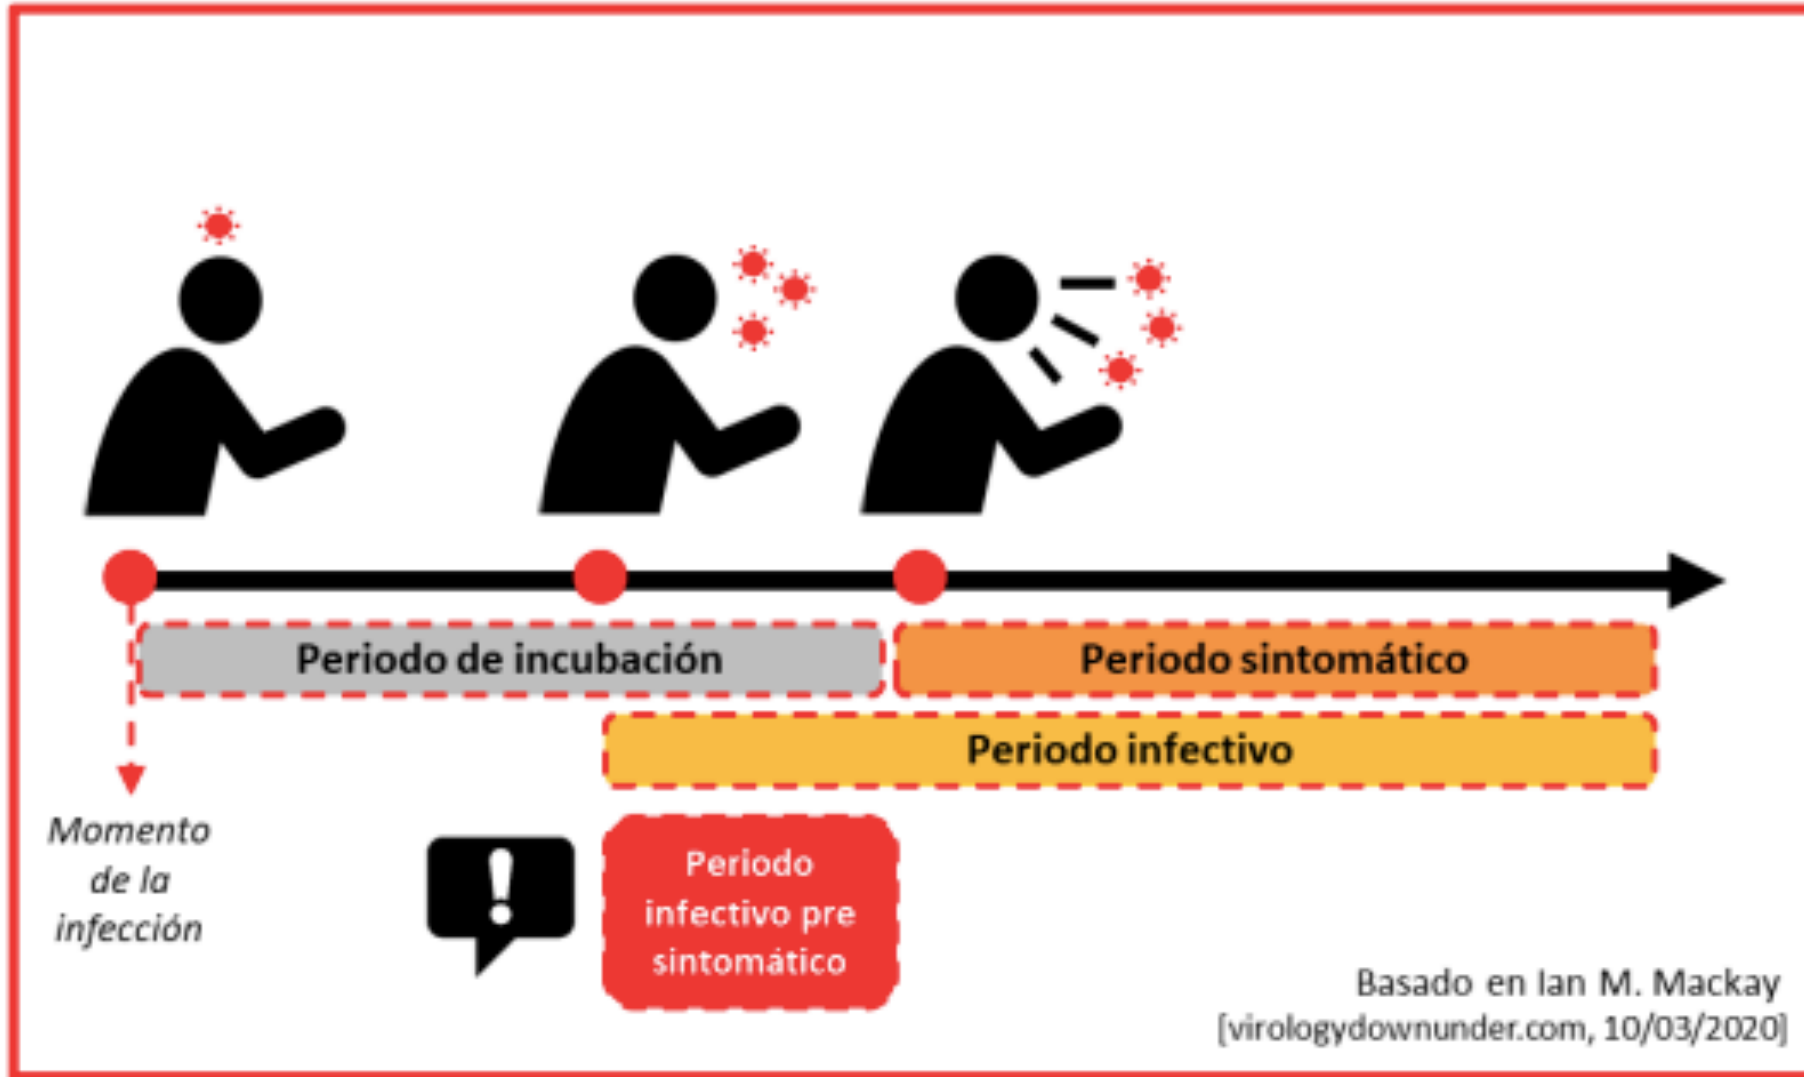 Periodo de incubación
Periodo sintomático
Periodo infectivo
Momento
de la
infección
!
Periodo
infectivo pre
sintomático
Basado en Ian M. Mackay
[virologydownunder.com, 10/03/2020]